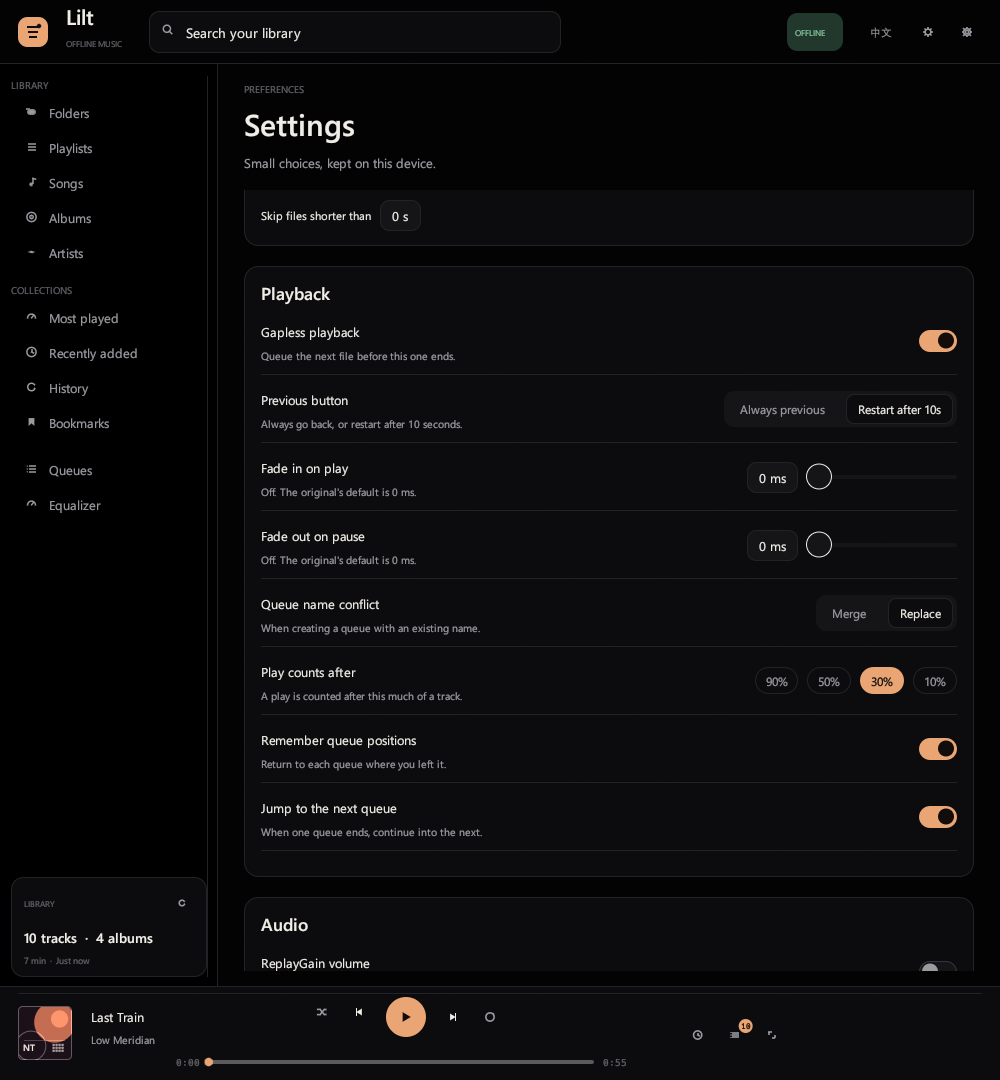 Lilt
OFFLINE MUSIC
Search your library
OFFLINE
中文
LIBRARY
Folders
Playlists
Songs
Albums
Artists
COLLECTIONS
Most played
Recently added
History
Bookmarks
Queues
Equalizer
LIBRARY
10 tracks · 4 albums
7 min · Just now
PREFERENCES
Settings
Small choices, kept on this device.
Skip files shorter than 0 s
Playback
Gapless playback
Queue the next file before this one ends.
Previous button
Always go back, or restart after 10 seconds.
Always previous Restart after 10s
Fade in on play
Off. The original's default is 0 ms.
0 ms
Fade out on pause
Off. The original's default is 0 ms.
0 ms
Queue name conflict
When creating a queue with an existing name.
Merge Replace
Play counts after
A play is counted after this much of a track.
90% 50% 30% 10%
Remember queue positions
Return to each queue where you left it.
Jump to the next queue
When one queue ends, continue into the next.
Audio
ReplayGain volume
NT
Last Train
Low Meridian
0:00 0:55
10